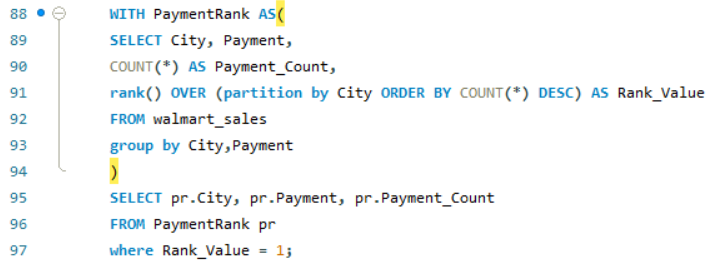 88 WITH PaymentRank AS(
89 SELECT City, Payment,
90 COUNT(*) AS Payment_Count,
91 rank() OVER (partition by City ORDER BY COUNT(*) DESC) AS Rank_Value
92 FROM walmart_sales
93 group by City,Payment
94 )
95 SELECT pr.City, pr.Payment, pr.Payment_Count
96 FROM PaymentRank pr
97 where Rank_Value = 1;